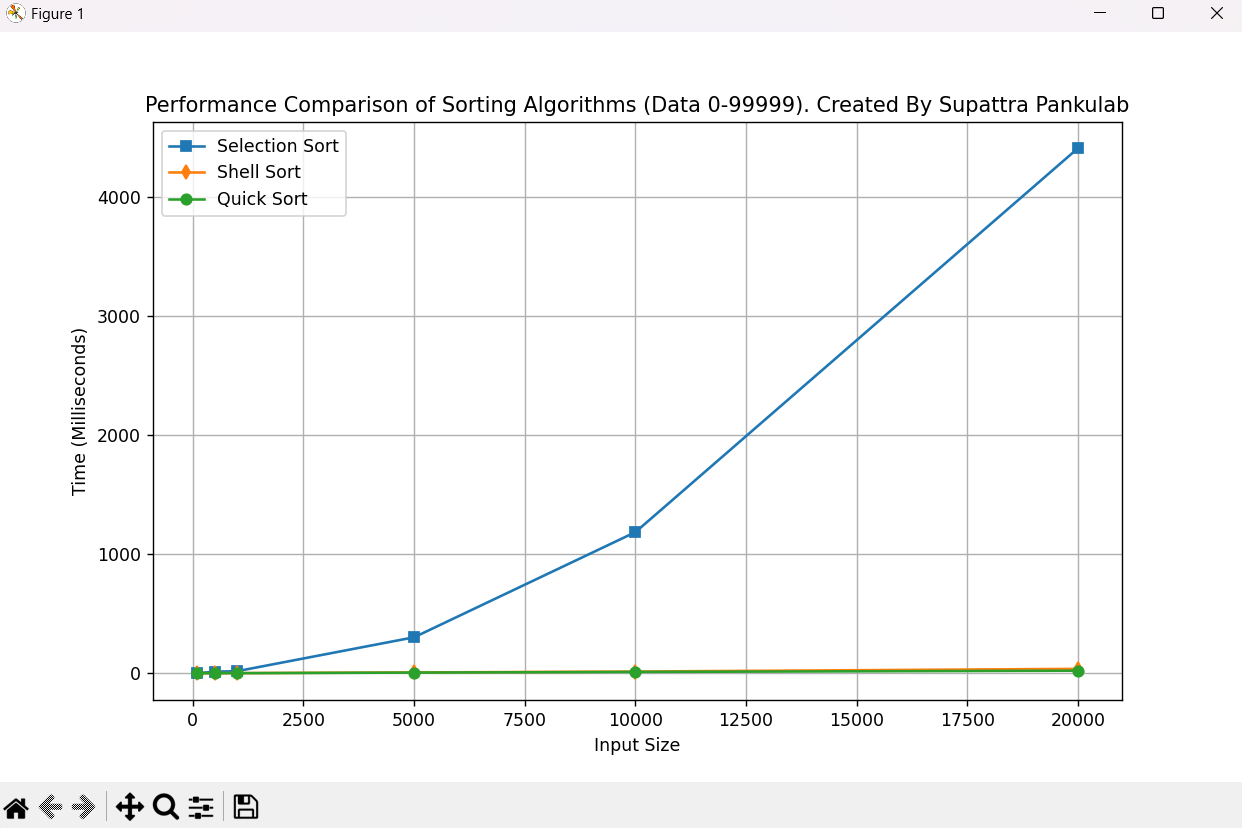 Figure 1
Performance Comparison of Sorting Algorithms (Data 0-99999). Created By Supattra Pankulab
Selection Sort
Shell Sort
Quick Sort
4000
3000
2000
1000
0
Time (Milliseconds)
0 2500 5000 7500 10000 12500 15000 17500 20000
Input Size